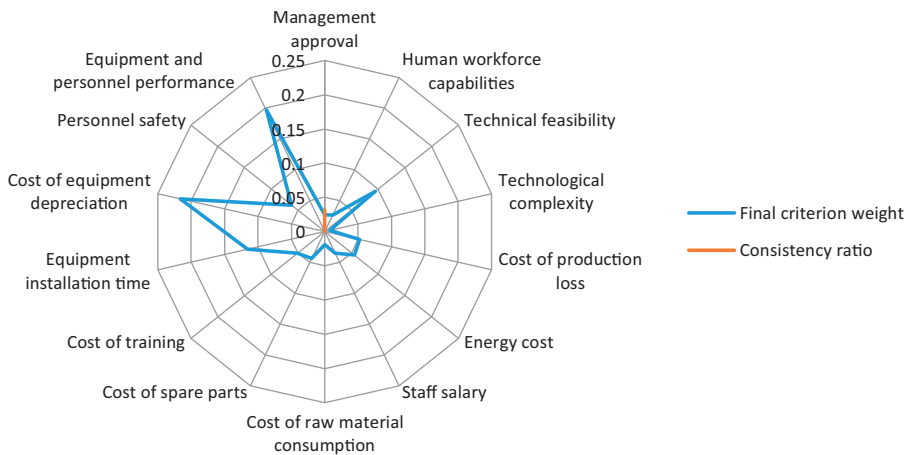 Management
approval
Human workforce
capabilities
Technical feasibility
Technological
complexity
Cost of production
loss
Energy cost
Staff salary
Cost of raw material
consumption
Cost of spare parts
Cost of training
Equipment
installation time
Cost of equipment
depreciation
Personnel safety
Equipment and
personnel performance
0.25
0.2
0.15
0.1
0.05
0
Final criterion weight
Consistency ratio